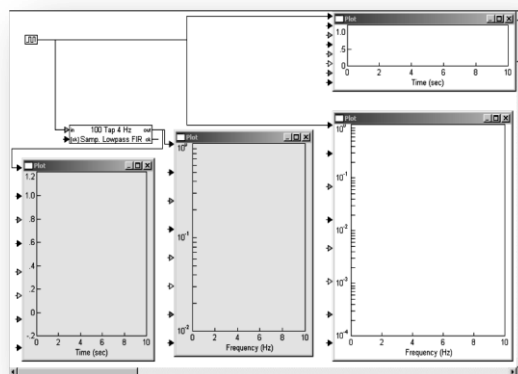 Plot
1.0
.5
0
0 2 4 6 8 10
Time (sec)
in 100 Tap 4 Hz out
Samp. Lowpass FIR
Plot
1.2
1.0
.8
.6
.4
.2
0
-.2
0 2 4 6 8 10
Time (sec)
Plot
10⁰
10⁻¹
10⁻²
0 2 4 6 8 10
Frequency (Hz)
Plot
10⁰
10⁻¹
10⁻²
10⁻³
10⁻⁴
0 2 4 6 8 10
Frequency (Hz)